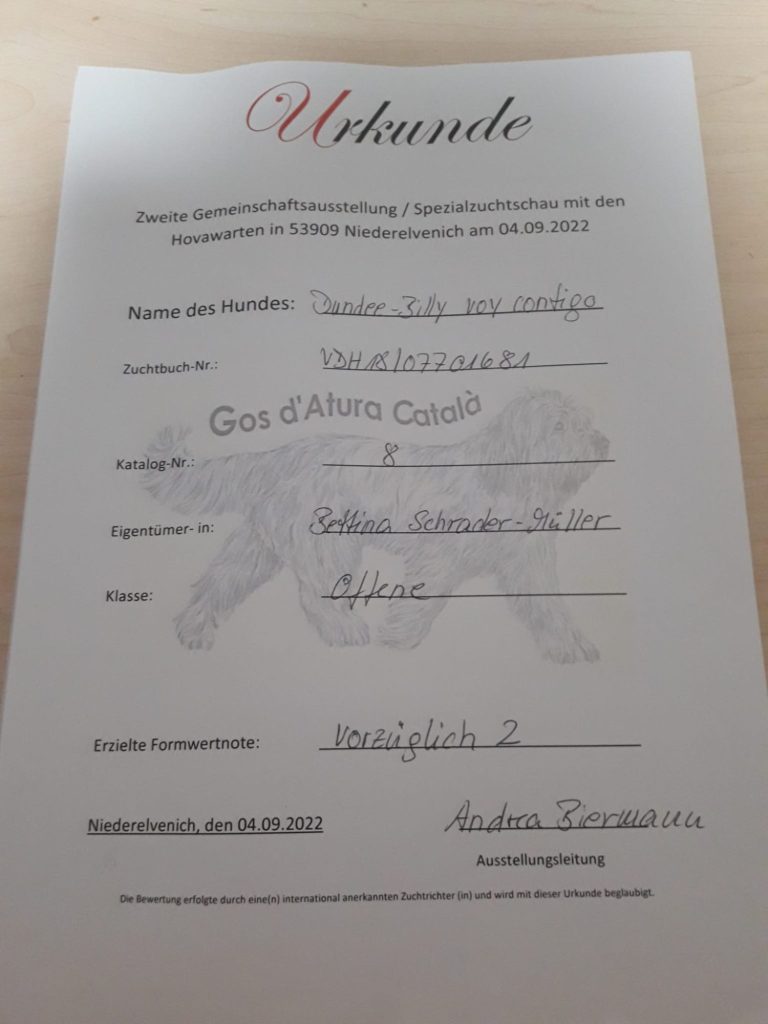 Urkunde
Zweite Gemeinschaftsausstellung / Spezialzuchtschau mit den
Hovawarten in 53909 Niederelvenich am 04.09.2022
Name des Hundes: Dundee-Billy voy contigo
Zuchtbuch-Nr.: VDH18/07701681
Gos d'Atura Català
Katalog-Nr.: 8
Eigentümer- in: Bettina Schrader-Müller
Klasse: Offene
Erzielte Formwertnote: Vorzüglich 2
Niederelvenich, den 04.09.2022 Andrea Biermann
Ausstellungsleitung
Die Bewertung erfolgte durch eine(n) international anerkannten Zuchtrichter (in) und wird mit dieser Urkunde beglaubigt.